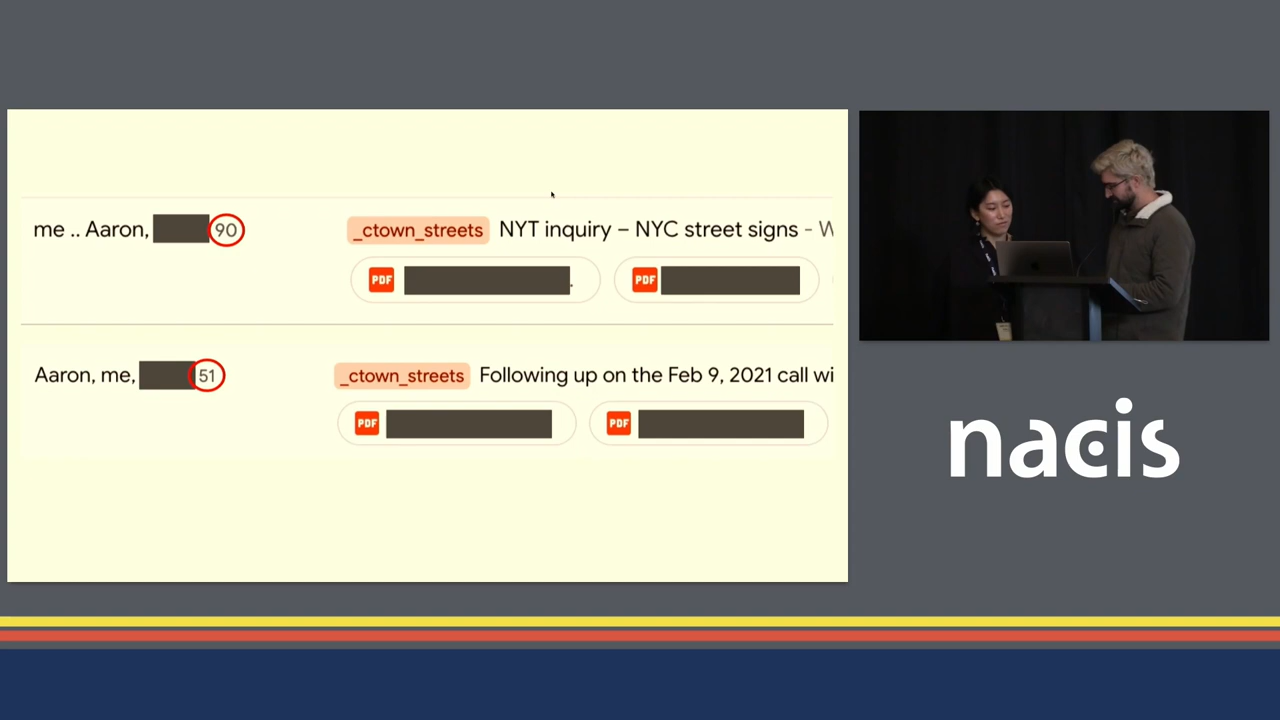 me .. Aaron, 90 _ctown_streets NYT inquiry – NYC street signs - W
PDF PDF
Aaron, me, 51 _ctown_streets Following up on the Feb 9, 2021 call wi
PDF PDF
nacis